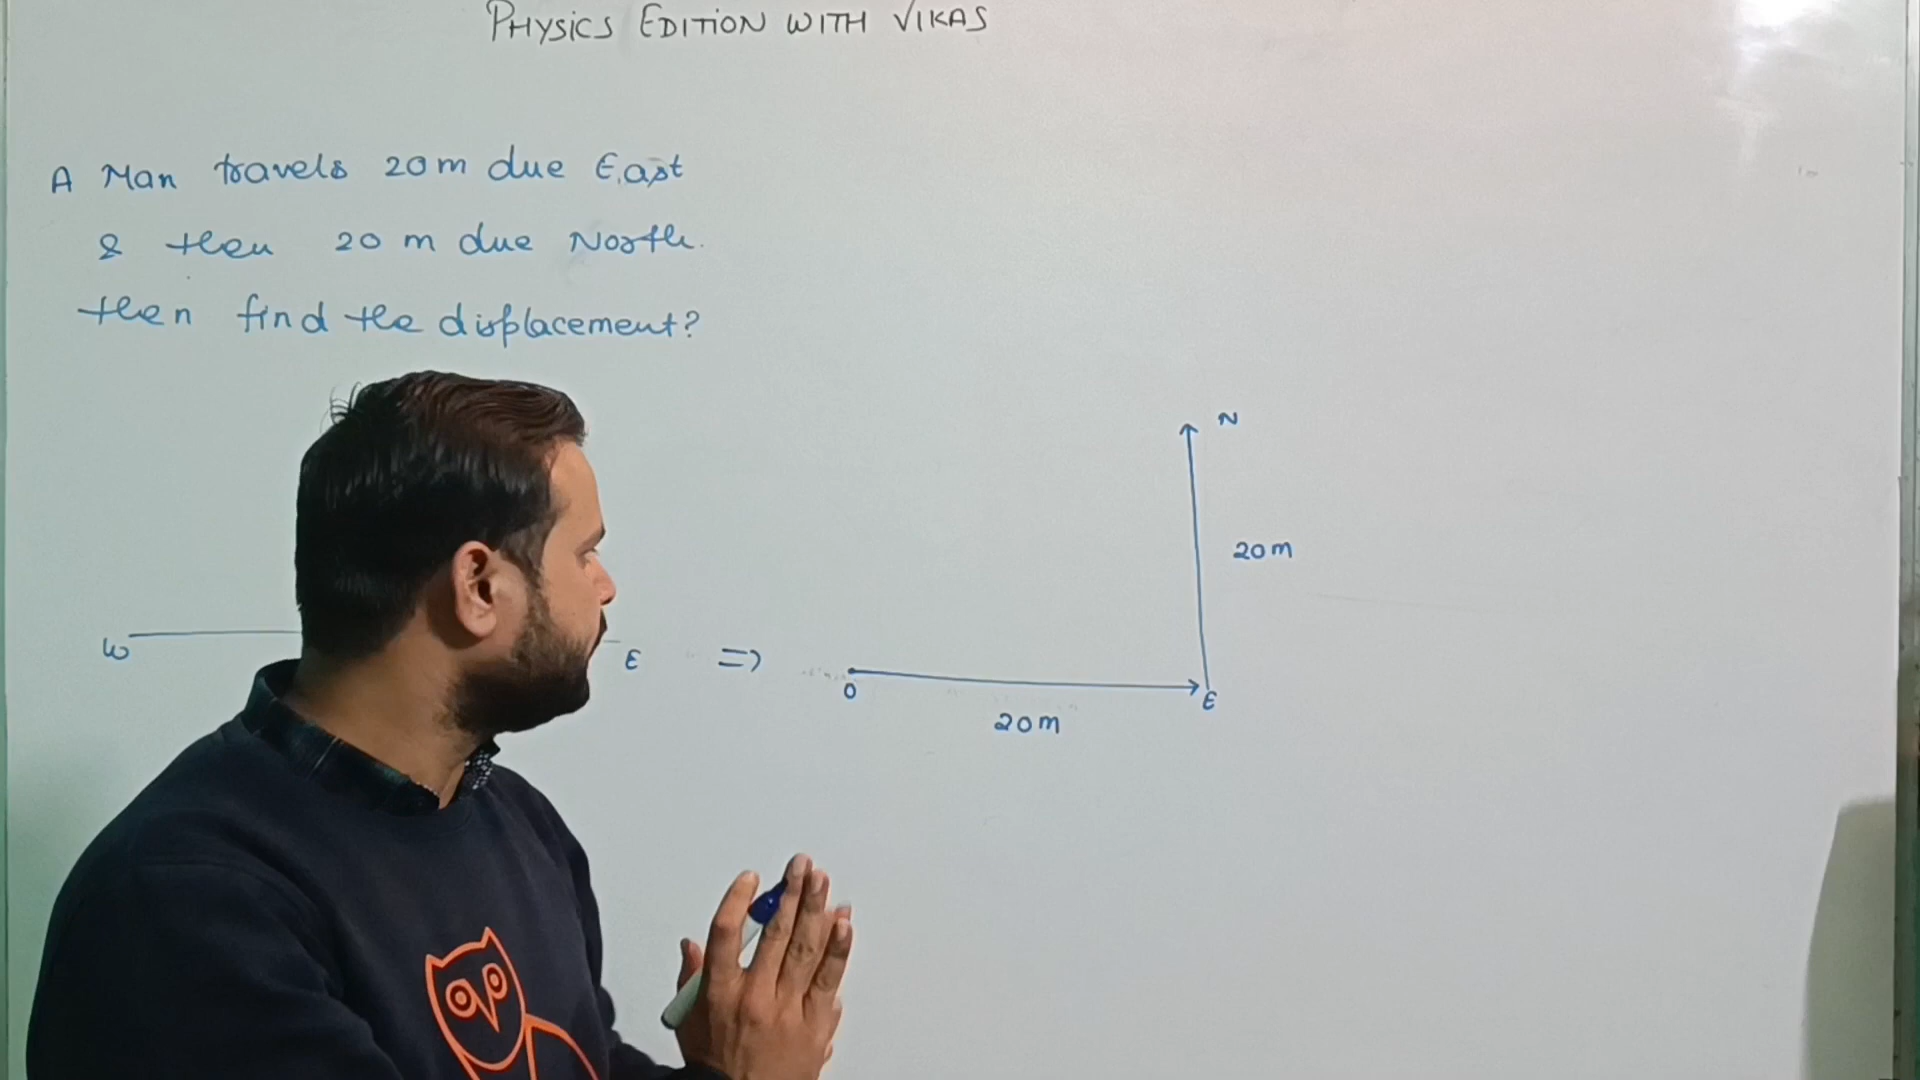 PHYSICS EDITION WITH VIKAS
A Man travels 20m due East
& then 20 m due North.
then find the displacement?
N
20m
W
E
=>
O
E
20m